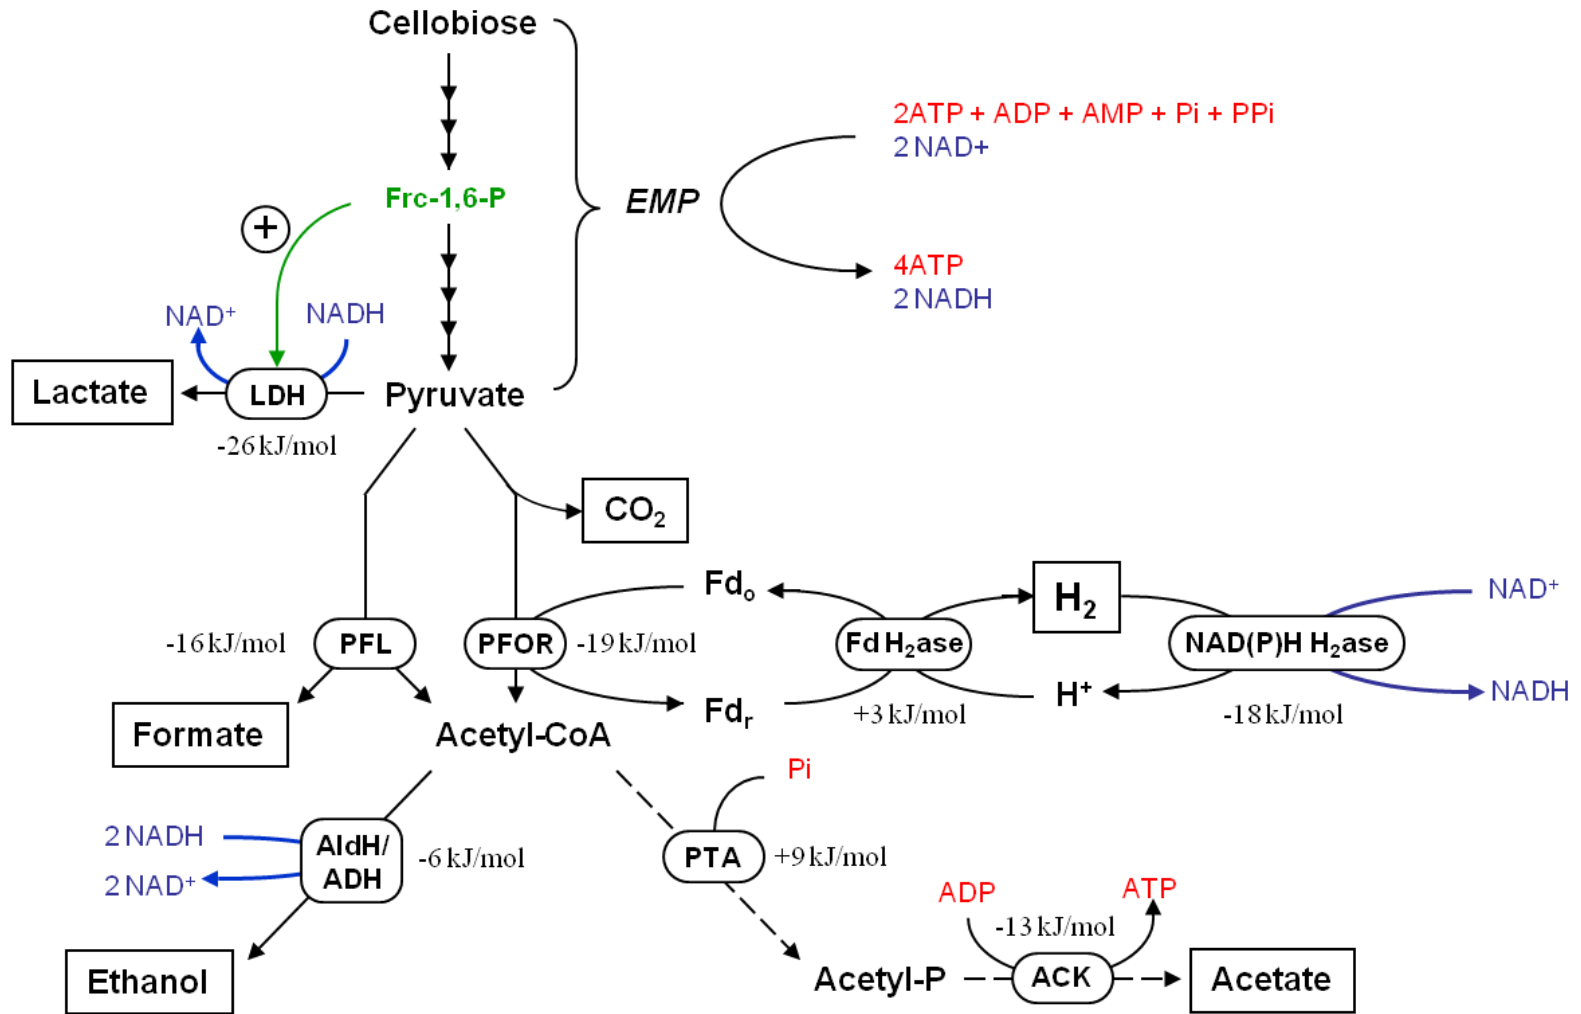 Cellobiose
2ATP + ADP + AMP + Pi + PPi
2 NAD+
Frc-1,6-P
EMP
+
4ATP
2 NADH
NAD⁺
NADH
Lactate
LDH
Pyruvate
-26 kJ/mol
CO₂
Fdₒ
H₂
NAD⁺
-16 kJ/mol
PFL
PFOR
-19 kJ/mol
Fd H₂ase
NAD(P)H H₂ase
Fdᵣ
+3 kJ/mol
H⁺
-18 kJ/mol
NADH
Formate
Acetyl-CoA
Pi
2 NADH
2 NAD⁺
AldH/
ADH
-6 kJ/mol
PTA
+9 kJ/mol
ADP
ATP
-13 kJ/mol
Ethanol
Acetyl-P
ACK
Acetate